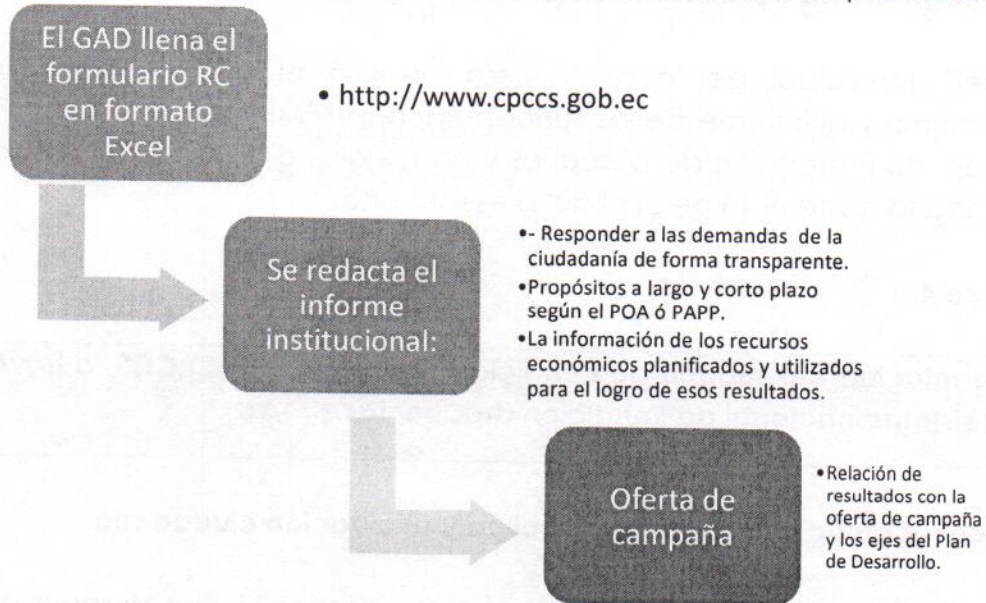 El GAD llena el
formulario RC
en formato
Excel
• http://www.cpccs.gob.ec
Se redacta el
informe
institucional:
•- Responder a las demandas de la
ciudadanía de forma transparente.
•Propósitos a largo y corto plazo
según el POA ó PAPP.
•La información de los recursos
económicos planificados y utilizados
para el logro de esos resultados.
Oferta de
campaña
•Relación de
resultados con la
oferta de campaña
y los ejes del Plan
de Desarrollo.